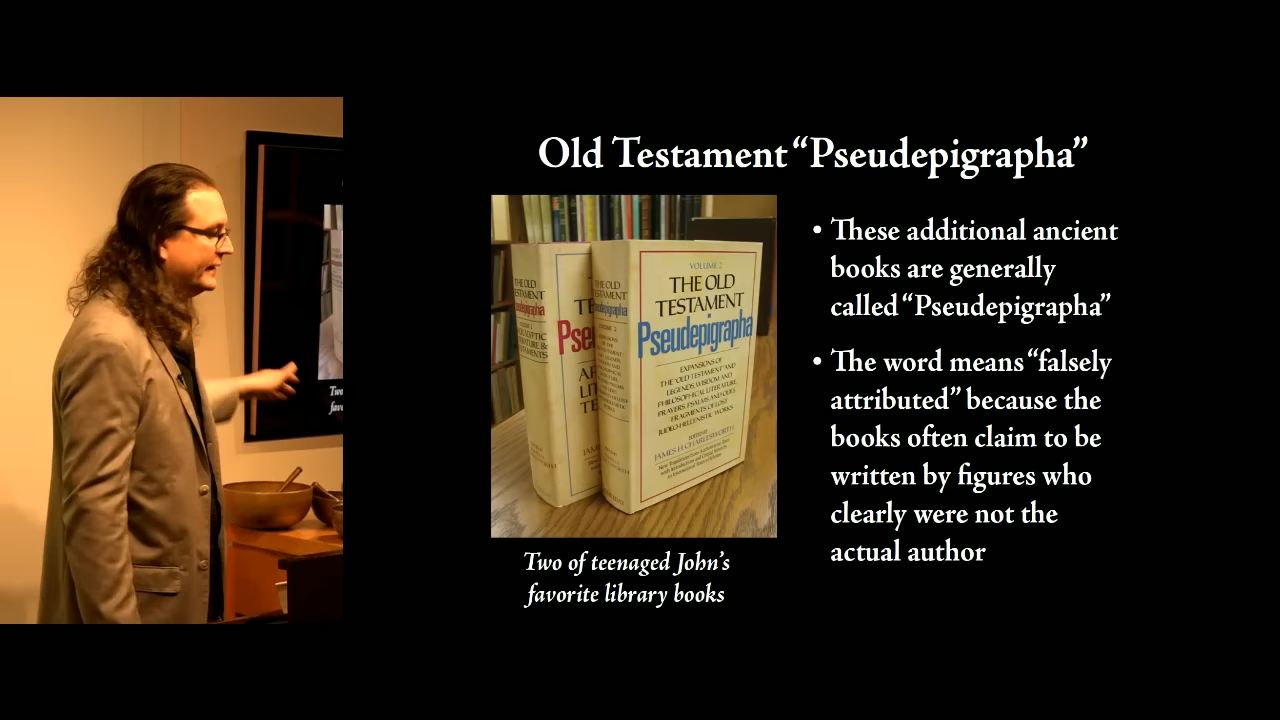 Old Testament “Pseudepigrapha”
VOLUME 2
THE OLD
TESTAMENT
Pseudepigrapha
EXPANSIONS OF
THE “OLD TESTAMENT” AND
LEGENDS, WISDOM AND
PHILOSOPHICAL LITERATURE,
PRAYERS, PSALMS AND ODES,
FRAGMENTS OF LOST
JUDEO-HELLENISTIC WORKS
EDITED BY
JAMES H. CHARLESWORTH
THE OLD
TESTAMENT
VOLUME 1
Two of teenaged John’s
favorite library books
• These additional ancient
books are generally
called “Pseudepigrapha”
• The word means “falsely
attributed” because the
books often claim to be
written by figures who
clearly were not the
actual author